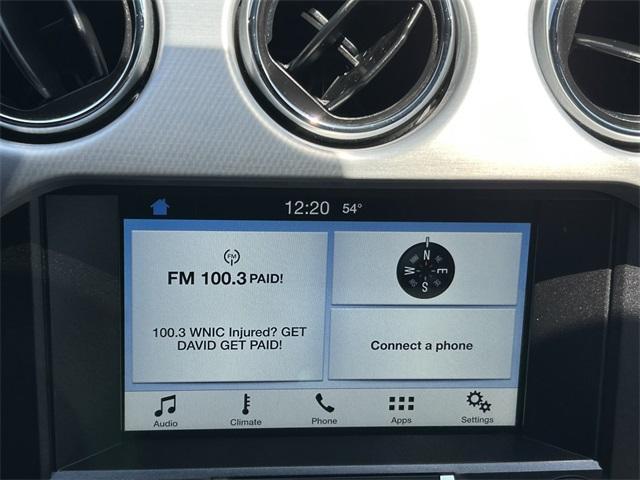 12:20 54°
FM
FM 100.3 PAID!
100.3 WNIC Injured? GET
DAVID GET PAID!
N
W E
S
Connect a phone
Audio Climate Phone Apps Settings